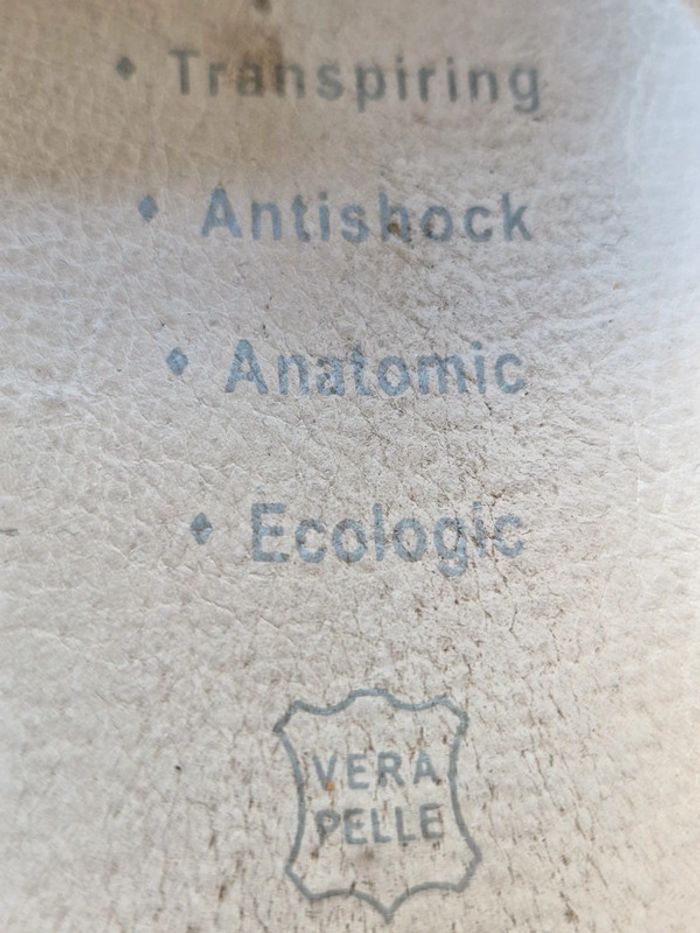 Transpiring
Antishock
Anatomic
Ecologic
VERA
PELLE